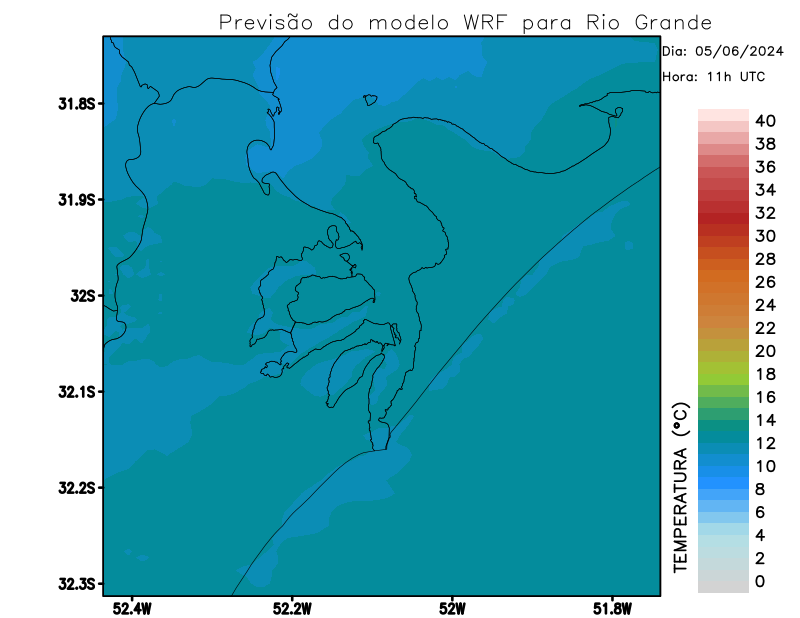 Previsão do modelo WRF para Rio Grande
Dia: 05/06/2024
Hora: 11h UTC
31.8S
31.9S
32S
32.1S
32.2S
32.3S
52.4W
52.2W
52W
51.8W
TEMPERATURA (°C)
40
38
36
34
32
30
28
26
24
22
20
18
16
14
12
10
8
6
4
2
0